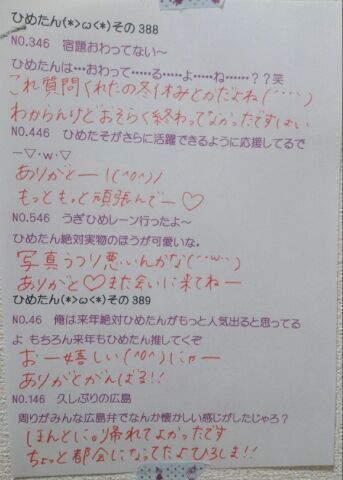 ひめたん(*>ω<*)その388
NO.346　宿題おわってない～
ひめたんは…おわって……る……よ……ね……？？笑
これ質問くれたの冬休みとかだよね(´･･･`)
わからんけどおそらく終わってなかったですはい
NO.446　ひめたそがさらに活躍できるように応援してるで
ー▽･w･▽
ありがとー！(^0^)/
もっともっと頑張んでー♡
NO.546　うぎひめレーン行ったよ～
ひめたん絶対実物のほうが可愛いな。
写真うつり悪いんかな(´･w･･`)
ありがと♡また会いに来てねー
ひめたん(*>ω<*)その389
NO.46　俺は来年絶対ひめたんがもっと人気出ると思ってる
よ もちろん来年もひめたん推してくぞ
おー嬉しい(^0^)にゃー
ありがとがんばる!!
NO.146　久しぶりの広島
周りがみんな広島弁でなんか懐かしい感じがしたじゃろ？
ほんとに。帰れてよかったです
ちょっと都会になってたよひろしま!!